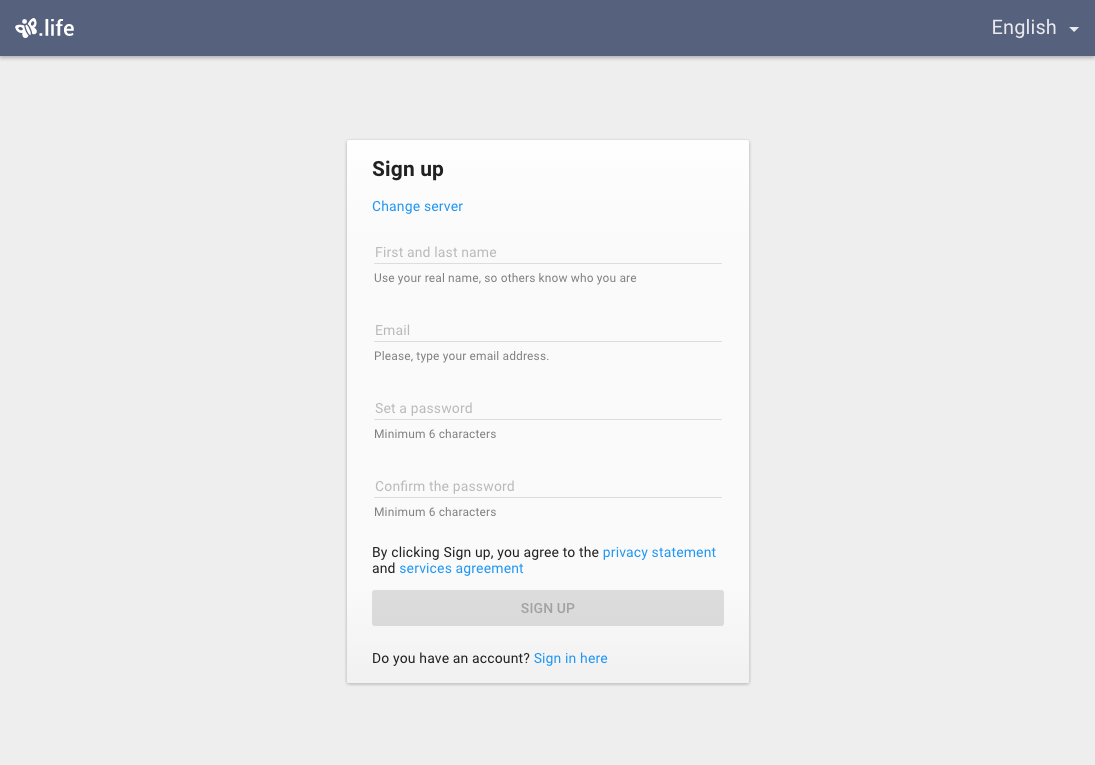 .life
English
Sign up
Change server
First and last name
Use your real name, so others know who you are
Email
Please, type your email address.
Set a password
Minimum 6 characters
Confirm the password
Minimum 6 characters
By clicking Sign up, you agree to the privacy statement
and services agreement
SIGN UP
Do you have an account? Sign in here